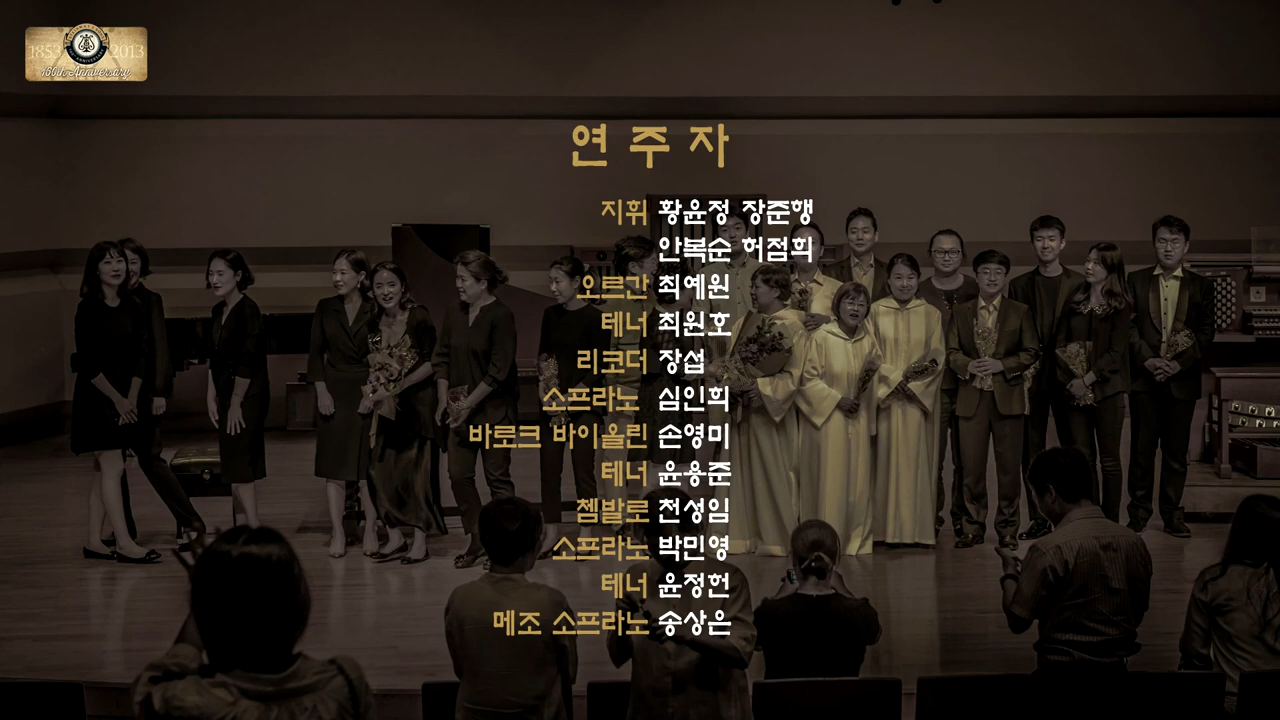 1853 2013
160th Anniversary
연 주 자
지휘 황윤정 장준행
안복순 허점희
오르간 최예원
테너 최원호
리코더 장섭
소프라노 심인희
바로크 바이올린 손영미
테너 윤용준
쳄발로 천성임
소프라노 박민영
테너 윤정헌
메조 소프라노 송상은